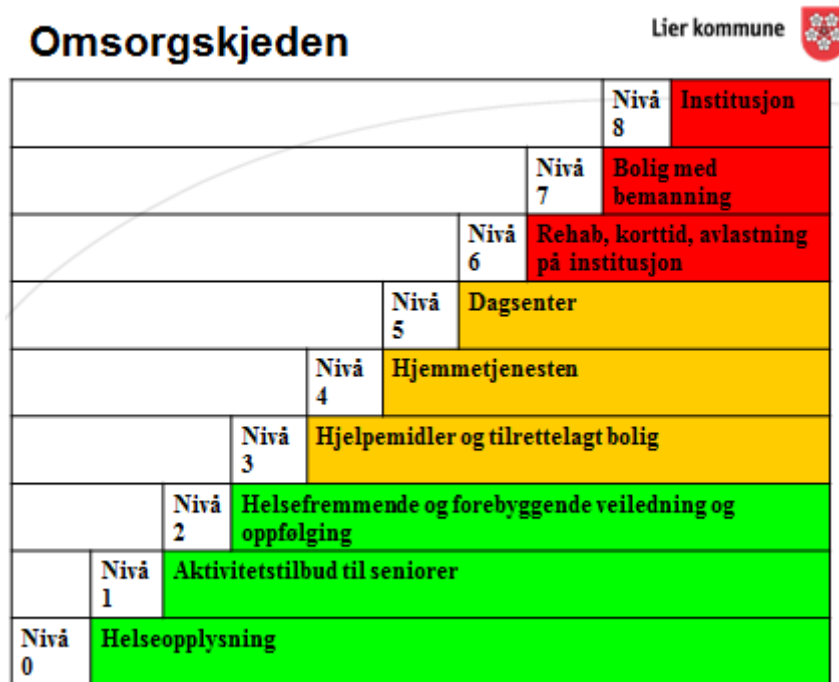 Omsorgskjeden
Lier kommune
Nivå
8
Institusjon
Nivå
7
Bolig med
bemanning
Nivå
6
Rehab, korttid, avlastning
på institusjon
Nivå
5
Dagsenter
Nivå
4
Hjemmetjenesten
Nivå
3
Hjelpemidler og tilrettelagt bolig
Nivå
2
Helsefremmende og forebyggende veiledning og
oppfølging
Nivå
1
Aktivitetstilbud til seniorer
Nivå
0
Helseopplysning